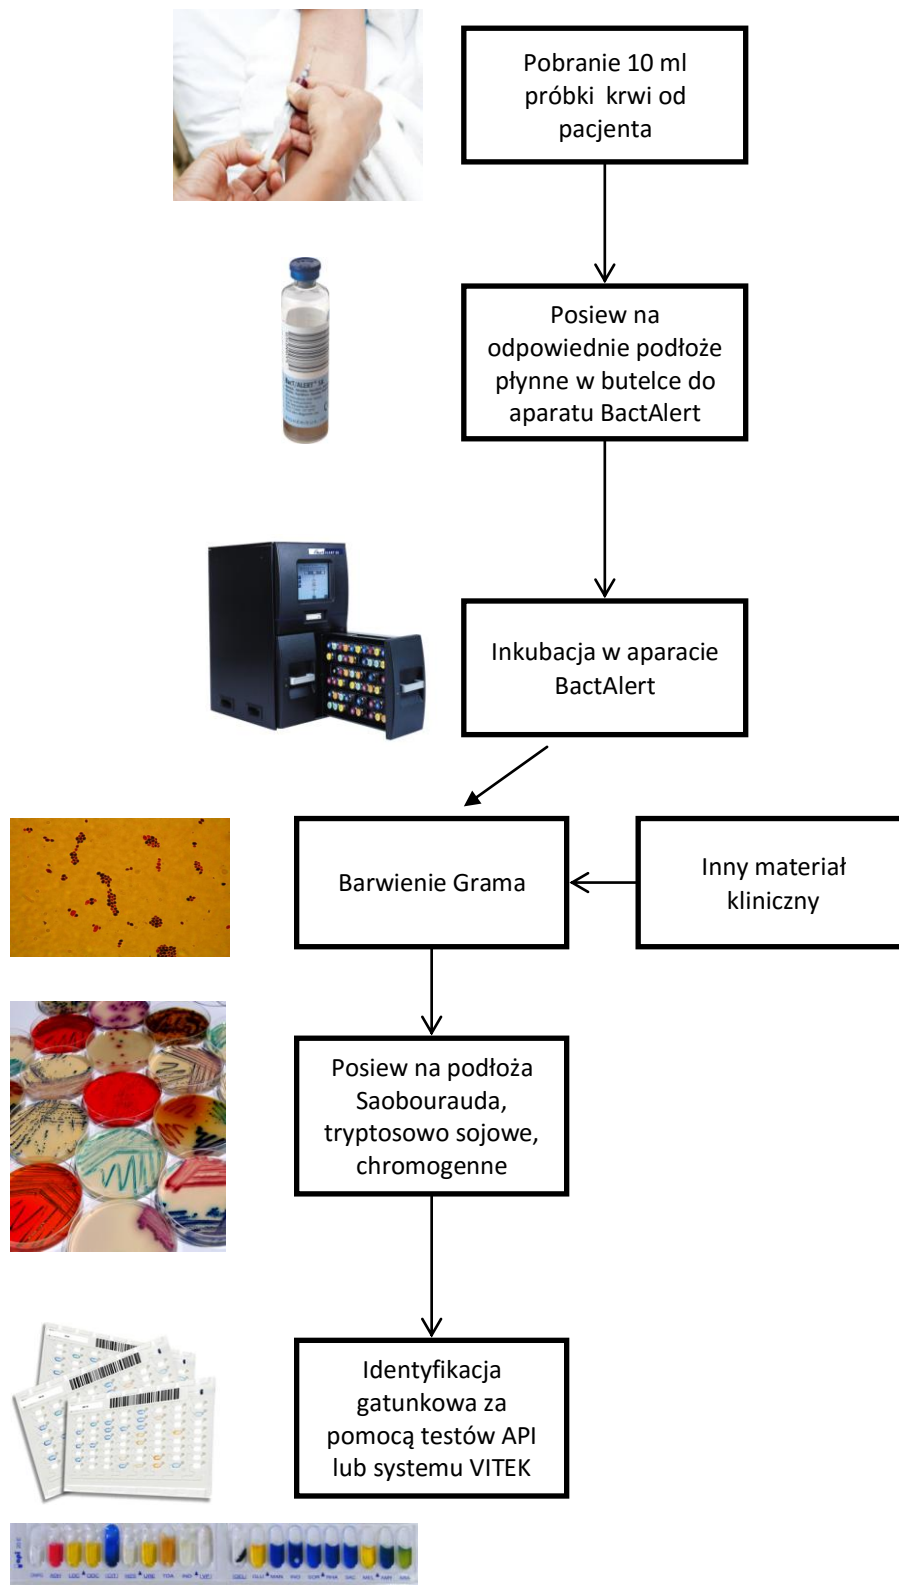 Pobranie 10 ml
próbki krwi od
pacjenta
Posiew na
odpowiednie podłoże
płynne w butelce do
aparatu BactAlert
Inkubacja w aparacie
BactAlert
Barwienie Grama
Inny materiał
kliniczny
Posiew na podłoża
Saobourauda,
tryptosowo sojowe,
chromogenne
Identyfikacja
gatunkowa za
pomocą testów API
lub systemu VITEK